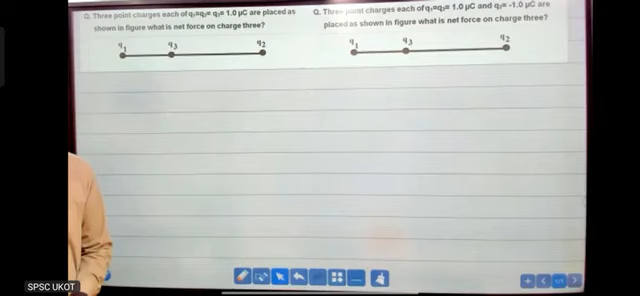 Q. Three point charges each of q₁=q₂= q₃= 1.0 µC are placed as
shown in figure what is net force on charge three?
q₁ q₃ q₂
Q. Three point charges each of q₁=q₂= 1.0 µC and q₃= -1.0 µC are
placed as shown in figure what is net force on charge three?
q₁ q₃ q₂
SPSC UKOT